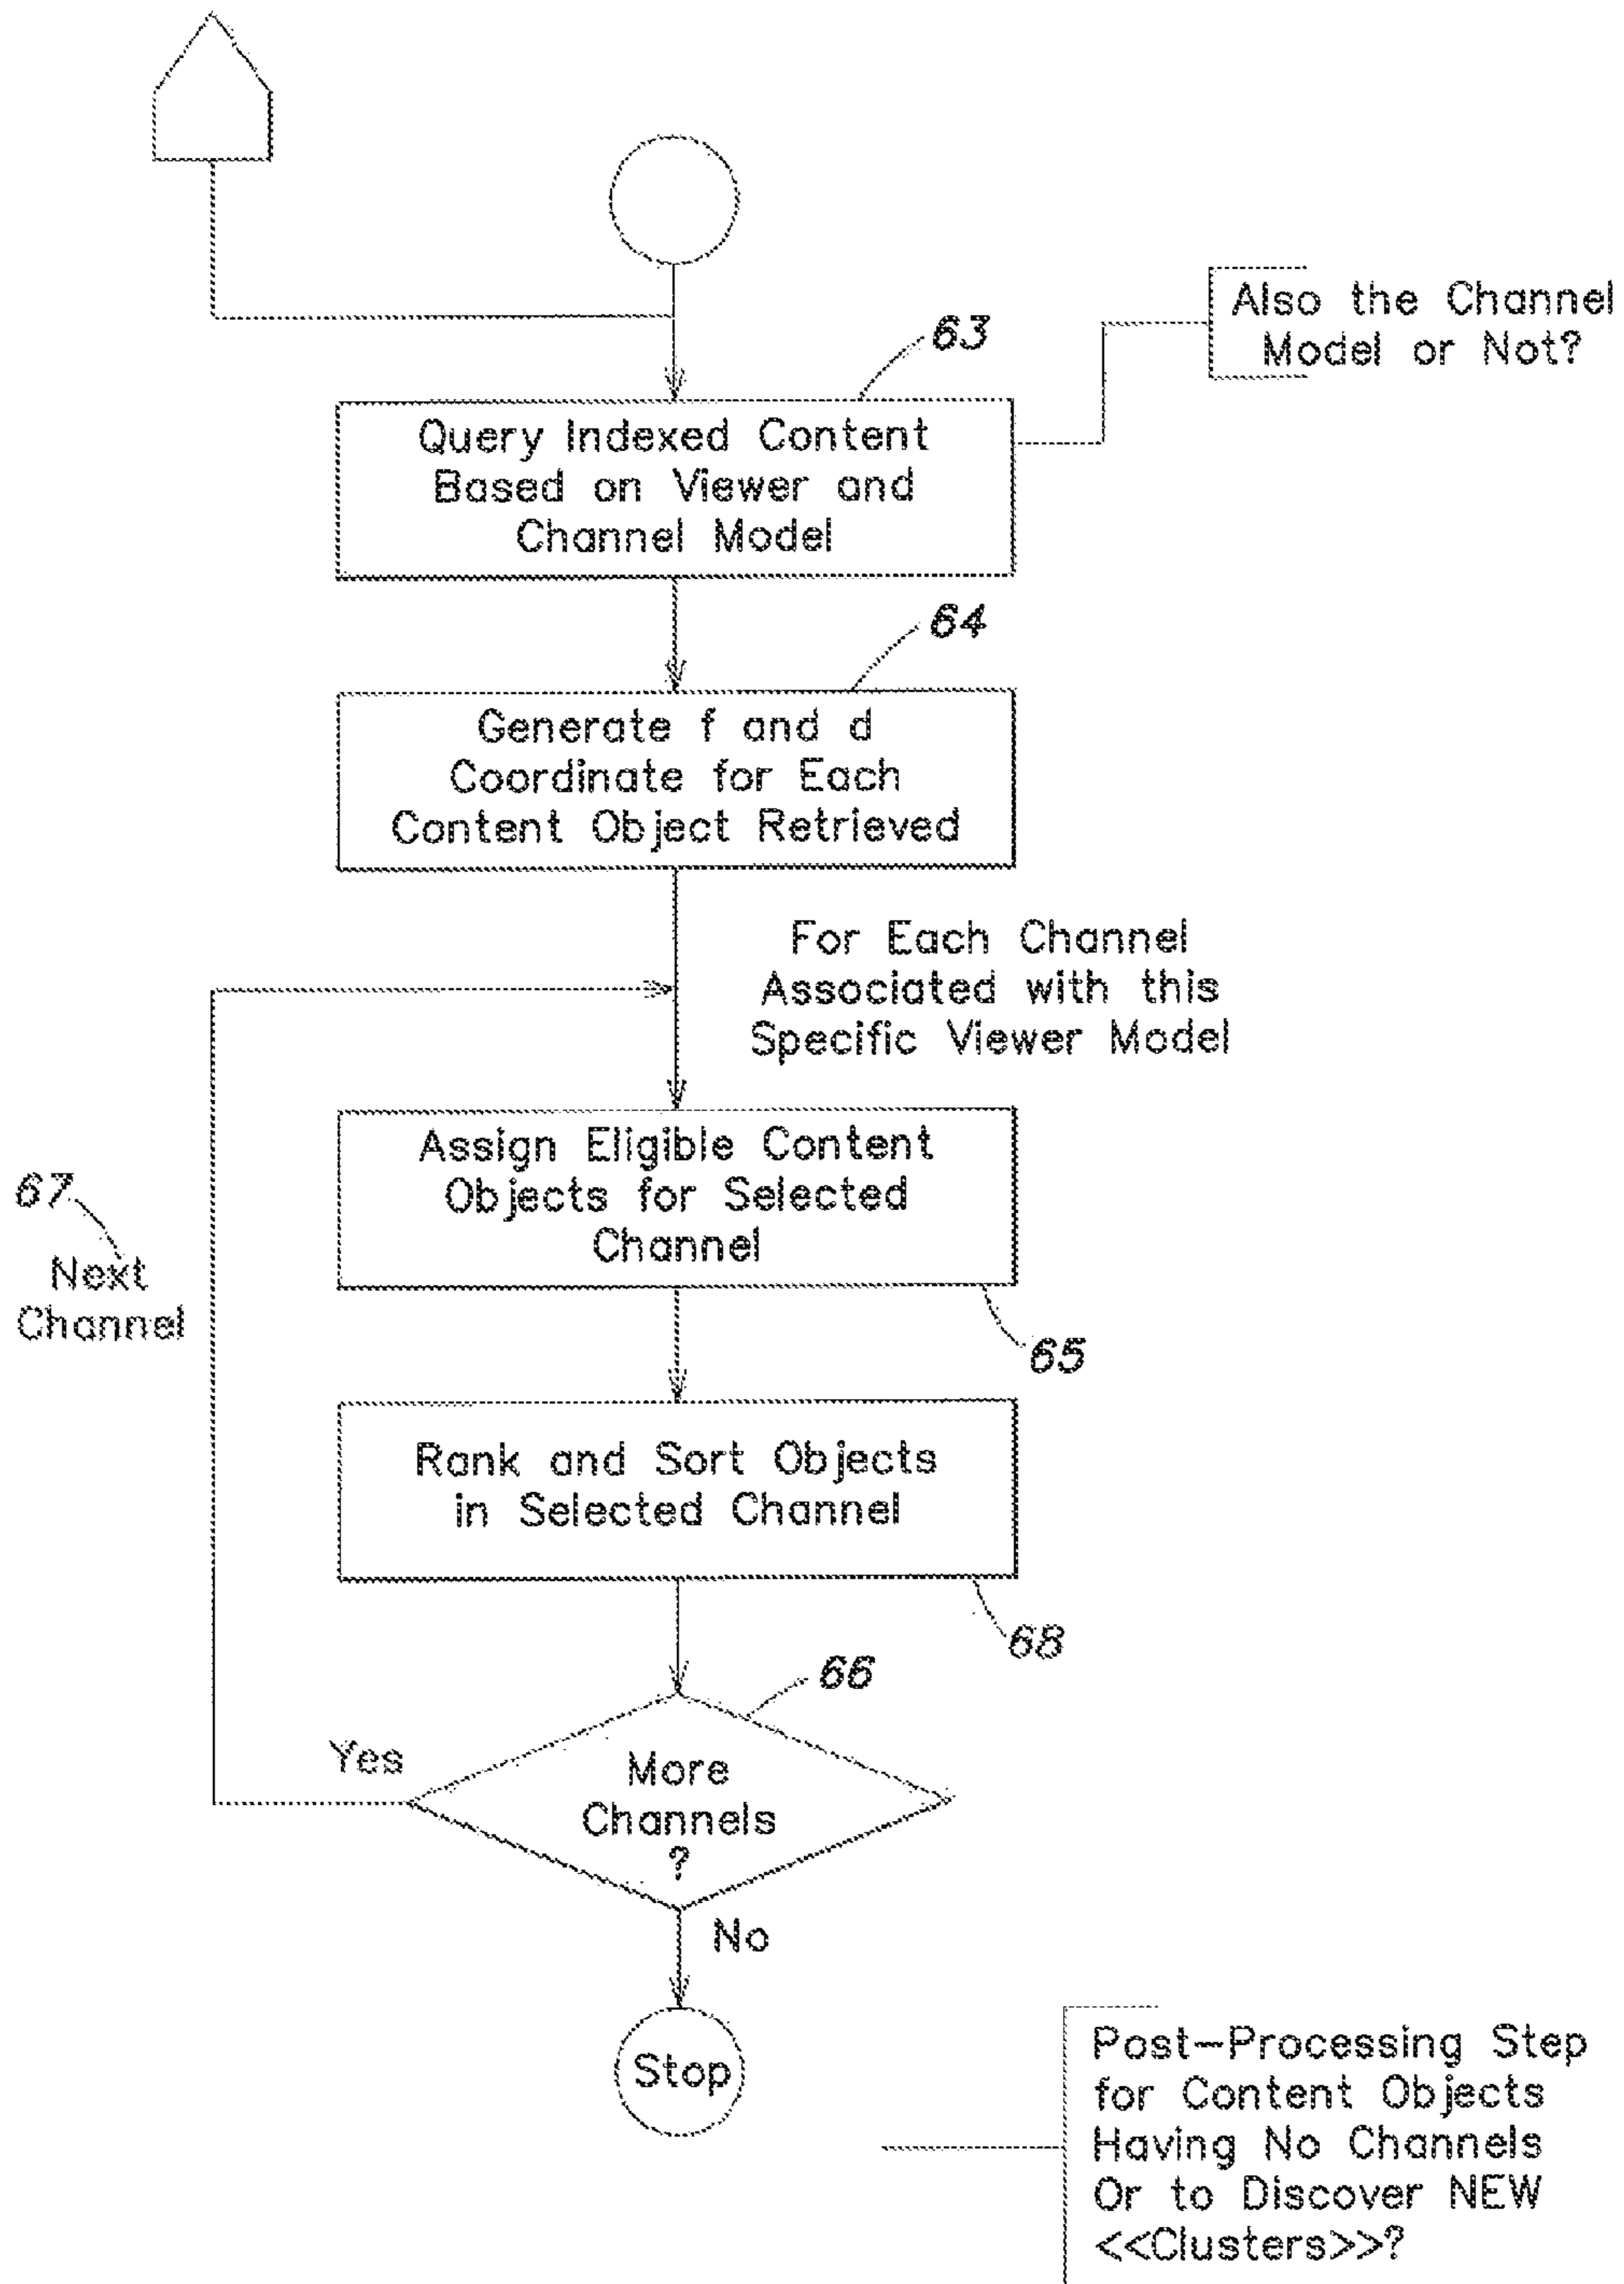 Also the Channel
Model or Not?
63
Query Indexed Content
Based on Viewer and
Channel Model
64
Generate f and d
Coordinate for Each
Content Object Retrieved
For Each Channel
Associated with this
Specific Viewer Model
Assign Eligible Content
Objects for Selected
Channel
65
67
Next
Channel
Rank and Sort Objects
in Selected Channel
68
66
Yes
More
Channels
?
No
Stop
Post-Processing Step
for Content Objects
Having No Channels
Or to Discover NEW
<<Clusters>>?